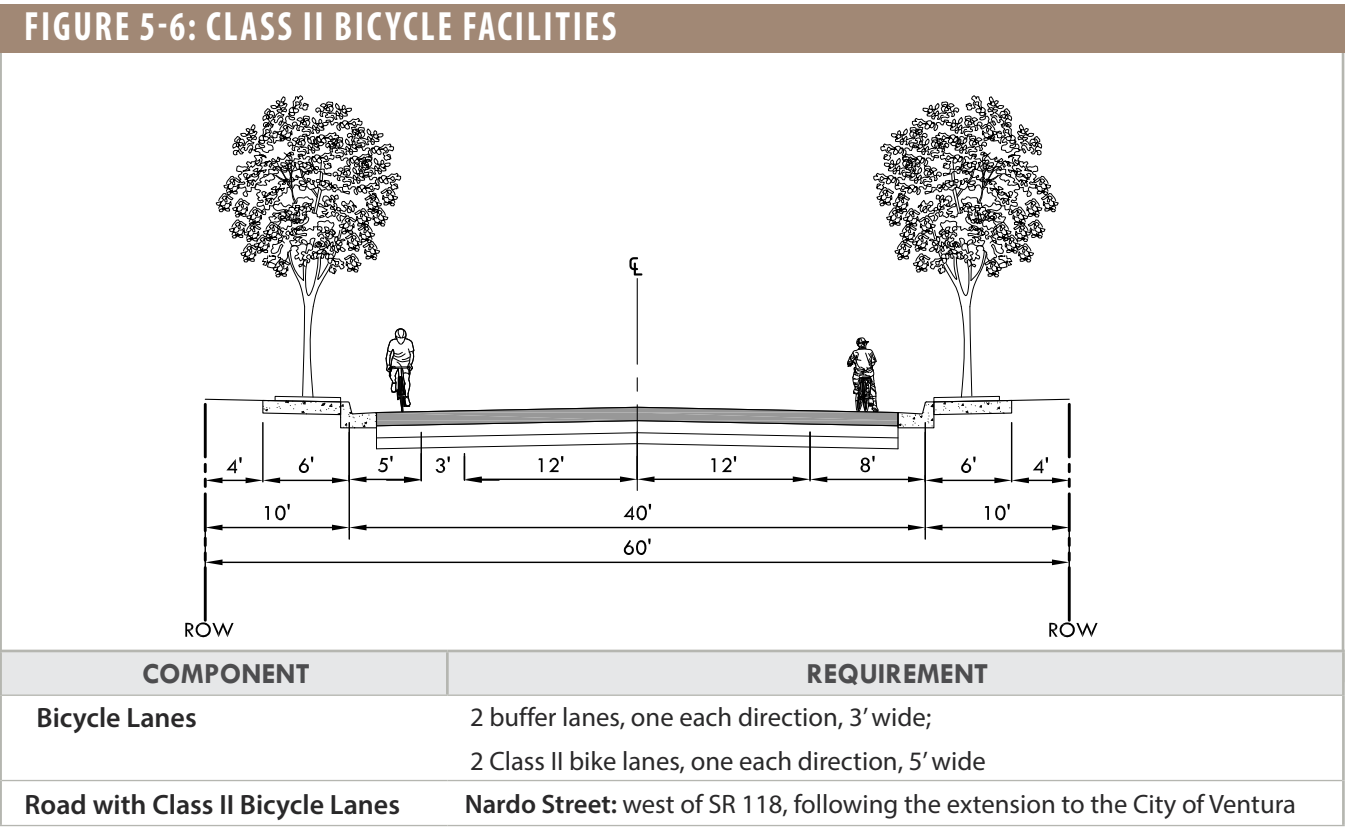 FIGURE 5-6: CLASS II BICYCLE FACILITIES
℄
4' 6' 5' 3' 12' 12' 8' 6' 4'
10' 40' 10'
60'
ROW ROW
COMPONENT REQUIREMENT
Bicycle Lanes 2 buffer lanes, one each direction, 3' wide;
2 Class II bike lanes, one each direction, 5' wide
Road with Class II Bicycle Lanes Nardo Street: west of SR 118, following the extension to the City of Ventura